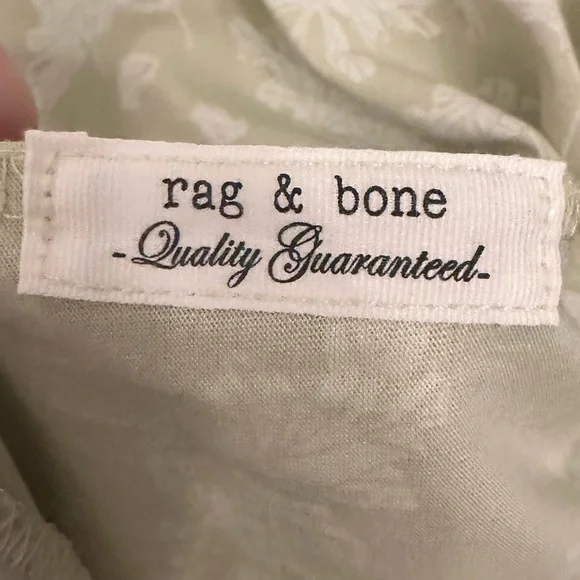 rag & bone
-Quality Guaranteed-